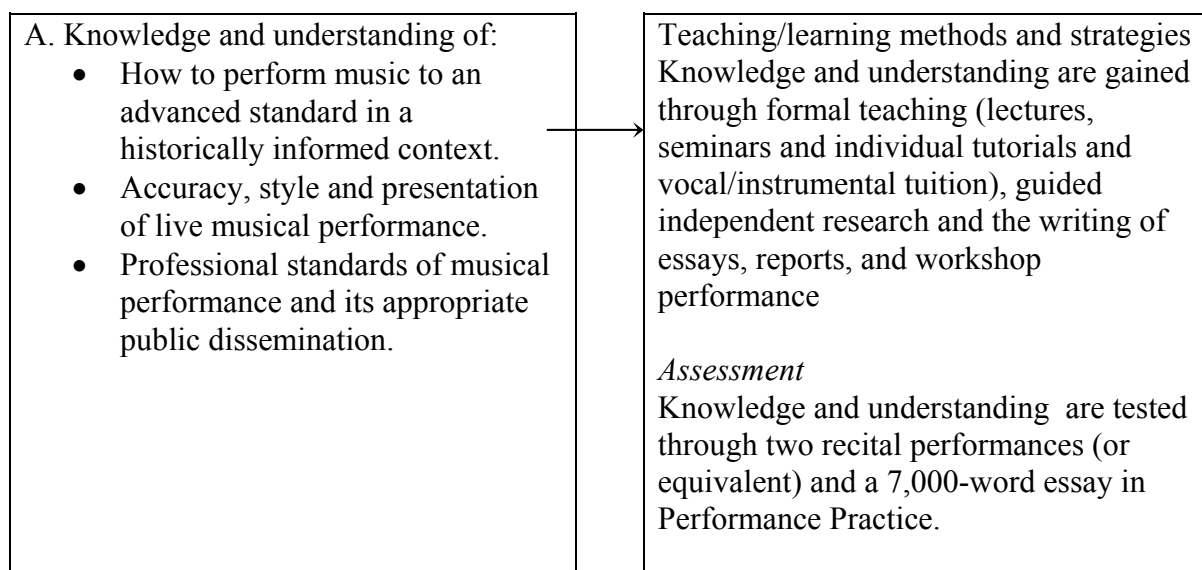 A. Knowledge and understanding of:
• How to perform music to an
advanced standard in a
historically informed context.
• Accuracy, style and presentation
of live musical performance.
• Professional standards of musical
performance and its appropriate
public dissemination.
Teaching/learning methods and strategies
Knowledge and understanding are gained
through formal teaching (lectures,
seminars and individual tutorials and
vocal/instrumental tuition), guided
independent research and the writing of
essays, reports, and workshop
performance
Assessment
Knowledge and understanding  are tested
through two recital performances (or
equivalent) and a 7,000-word essay in
Performance Practice.